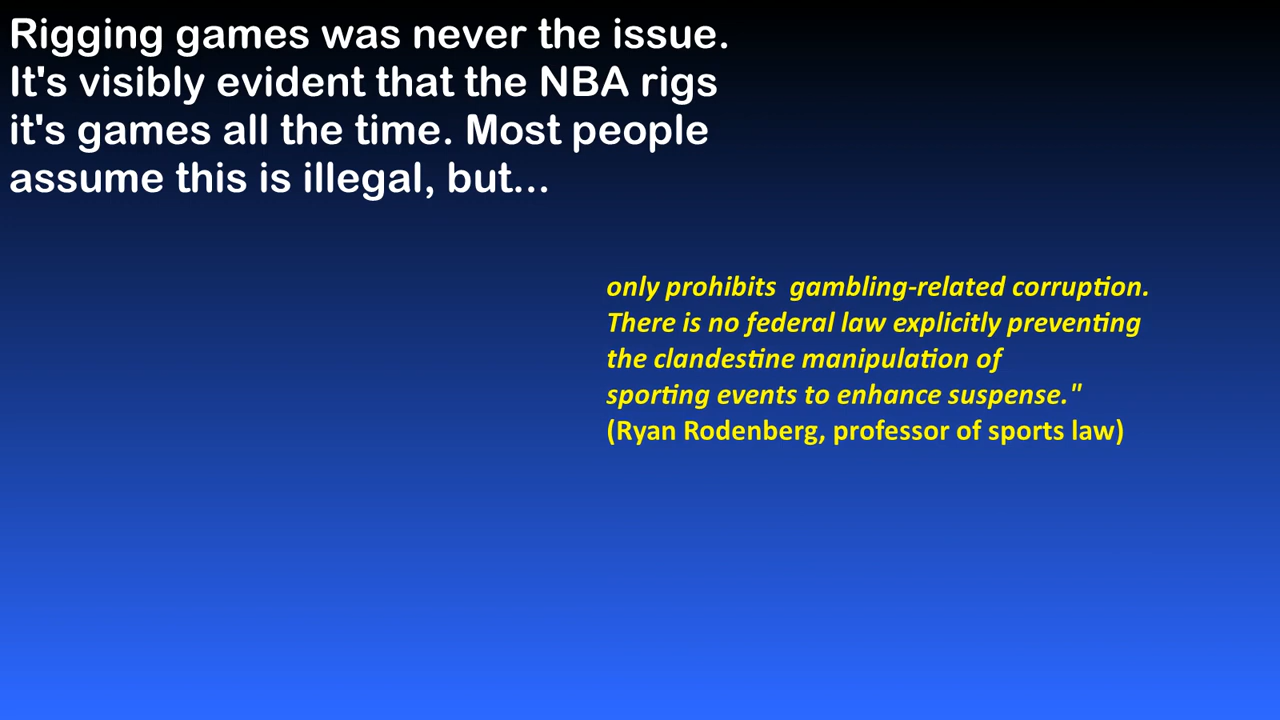 Rigging games was never the issue.
It's visibly evident that the NBA rigs
it's games all the time. Most people
assume this is illegal, but...
only prohibits  gambling-related corruption.
There is no federal law explicitly preventing
the clandestine manipulation of
sporting events to enhance suspense."
(Ryan Rodenberg, professor of sports law)